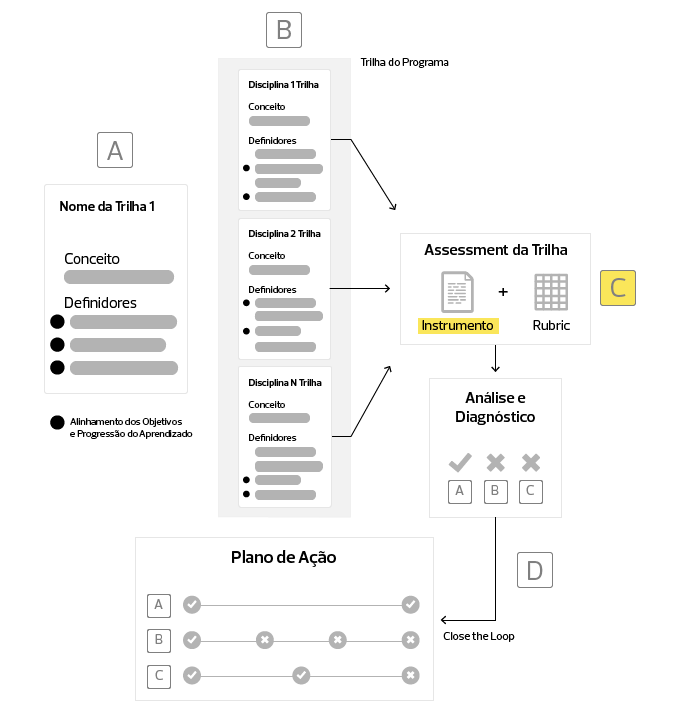 B
Trilha do Programa
A
Nome da Trilha 1
Conceito
Definidores
Alinhamento dos Objetivos
e Progressão do Aprendizado
Disciplina 1 Trilha
Conceito
Definidores
Disciplina 2 Trilha
Conceito
Definidores
Disciplina N Trilha
Conceito
Definidores
Assessment da Trilha
+
Instrumento
Rubric
C
Análise e
Diagnóstico
A B C
D
Close the Loop
Plano de Ação
A
B
C